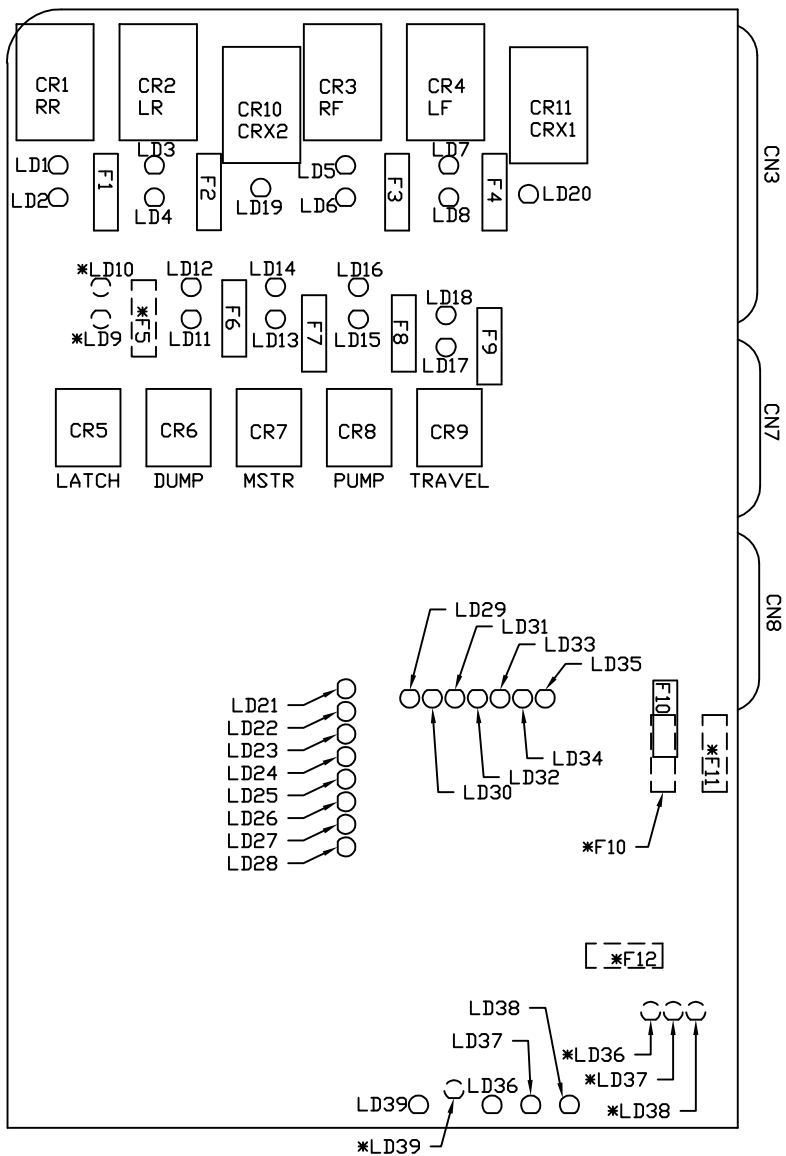 CR1
RR
CR2
LR
CR10
CRX2
CR3
RF
CR4
LF
CR11
CRX1
CN3
LD1
LD2
F1
LD3
LD4
F2
LD19
LD5
LD6
F3
LD7
LD8
F4
LD20
*LD10
*LD9
*F5
LD12
LD11
F6
LD14
LD13
F7
LD16
LD15
F8
LD18
LD17
F9
CN7
CR5
CR6
CR7
CR8
CR9
LATCH
DUMP
MSTR
PUMP
TRAVEL
CN8
LD29
LD31
LD33
LD35
LD21
LD22
LD23
LD24
LD25
LD26
LD27
LD28
LD34
LD32
LD30
F10
*F11
*F10
*F12
LD38
LD37
LD36
LD39
*LD36
*LD37
*LD38
*LD39